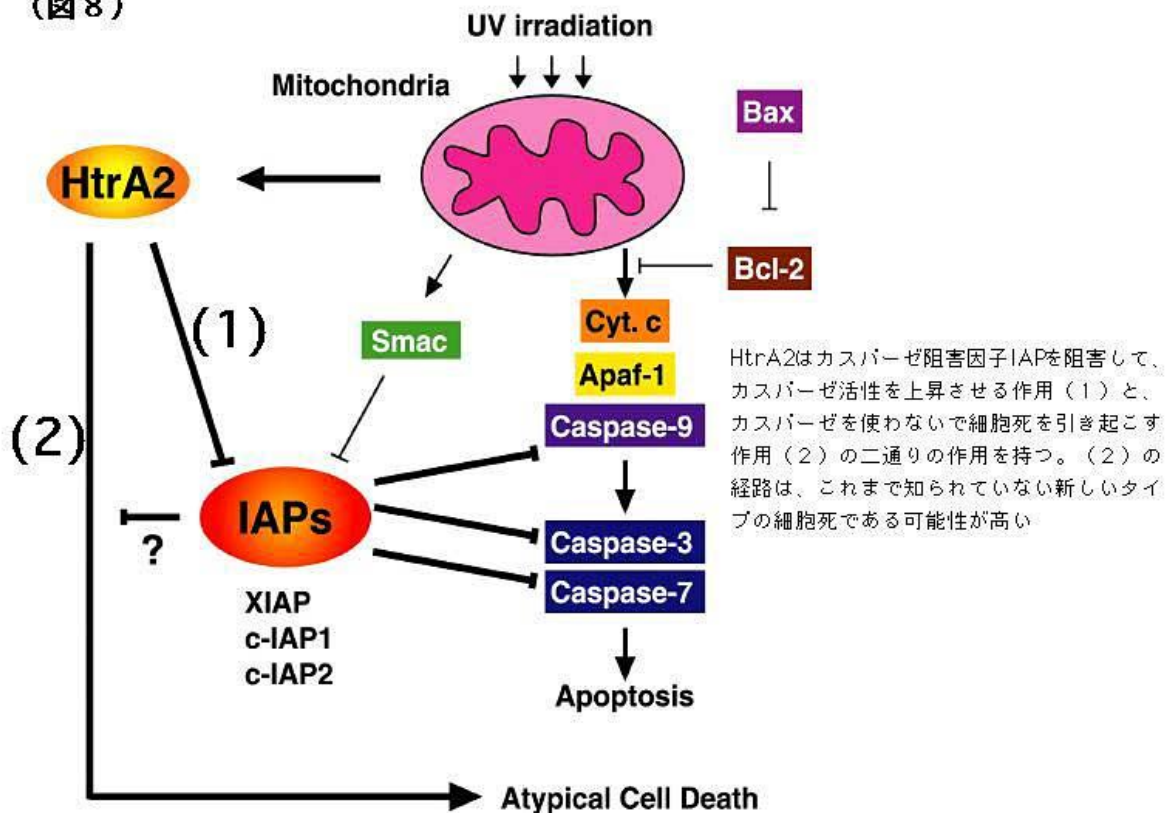 (図8)
UV irradiation
Mitochondria
Bax
HtrA2
Bcl-2
(1)
Smac
Cyt. c
Apaf-1
Caspase-9
(2)
IAPs
?
Caspase-3
Caspase-7
XIAP
c-IAP1
c-IAP2
Apoptosis
Atypical Cell Death
HtrA2はカスパーゼ阻害因子IAPを阻害して、
カスパーゼ活性を上昇させる作用（1）と、
カスパーゼを使わないで細胞死を引き起こす
作用（2）の二通りの作用を持つ。（2）の
経路は、これまで知られていない新しいタイ
プの細胞死である可能性が高い